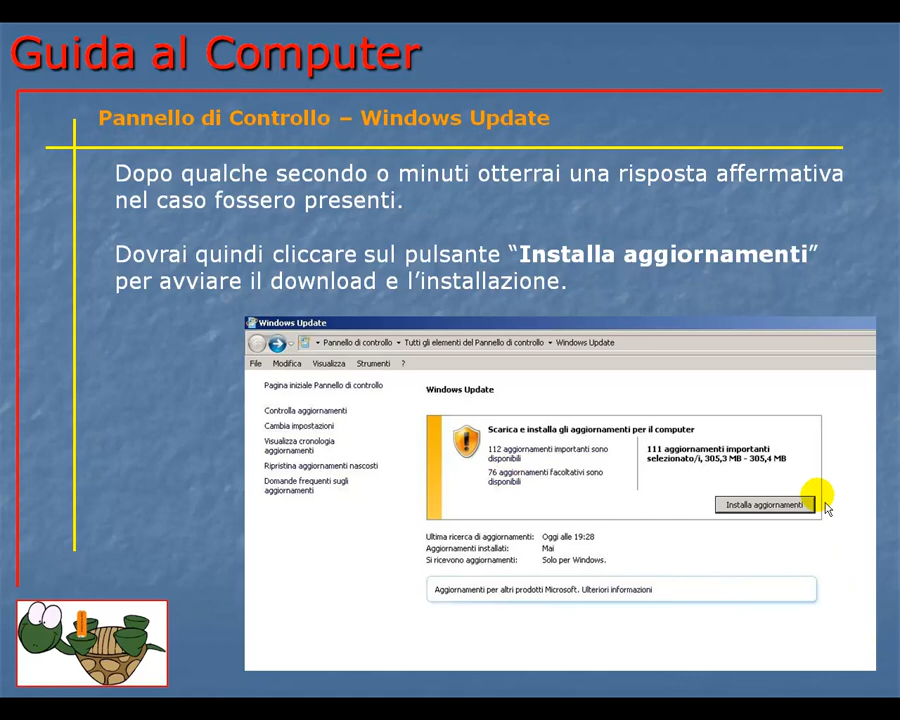 Guida al Computer
Pannello di Controllo – Windows Update
Dopo qualche secondo o minuti otterrai una risposta affermativa
nel caso fossero presenti.
Dovrai quindi cliccare sul pulsante “Installa aggiornamenti”
per avviare il download e l’installazione.
Windows Update
Pannello di controllo Tutti gli elementi del Pannello di controllo Windows Update
File Modifica Visualizza Strumenti ?
Pagina iniziale Pannello di controllo
Controlla aggiornamenti
Cambia impostazioni
Visualizza cronologia
aggiornamenti
Ripristina aggiornamenti nascosti
Domande frequenti sugli
aggiornamenti
Windows Update
Scarica e installa gli aggiornamenti per il computer
112 aggiornamenti importanti sono
disponibili
76 aggiornamenti facoltativi sono
disponibili
111 aggiornamenti importanti
selezionato/i, 305,3 MB - 305,4 MB
Installa aggiornamenti
Ultima ricerca di aggiornamenti: Oggi alle 19:28
Aggiornamenti installati: Mai
Si ricevono aggiornamenti: Solo per Windows.
Aggiornamenti per altri prodotti Microsoft. Ulteriori informazioni